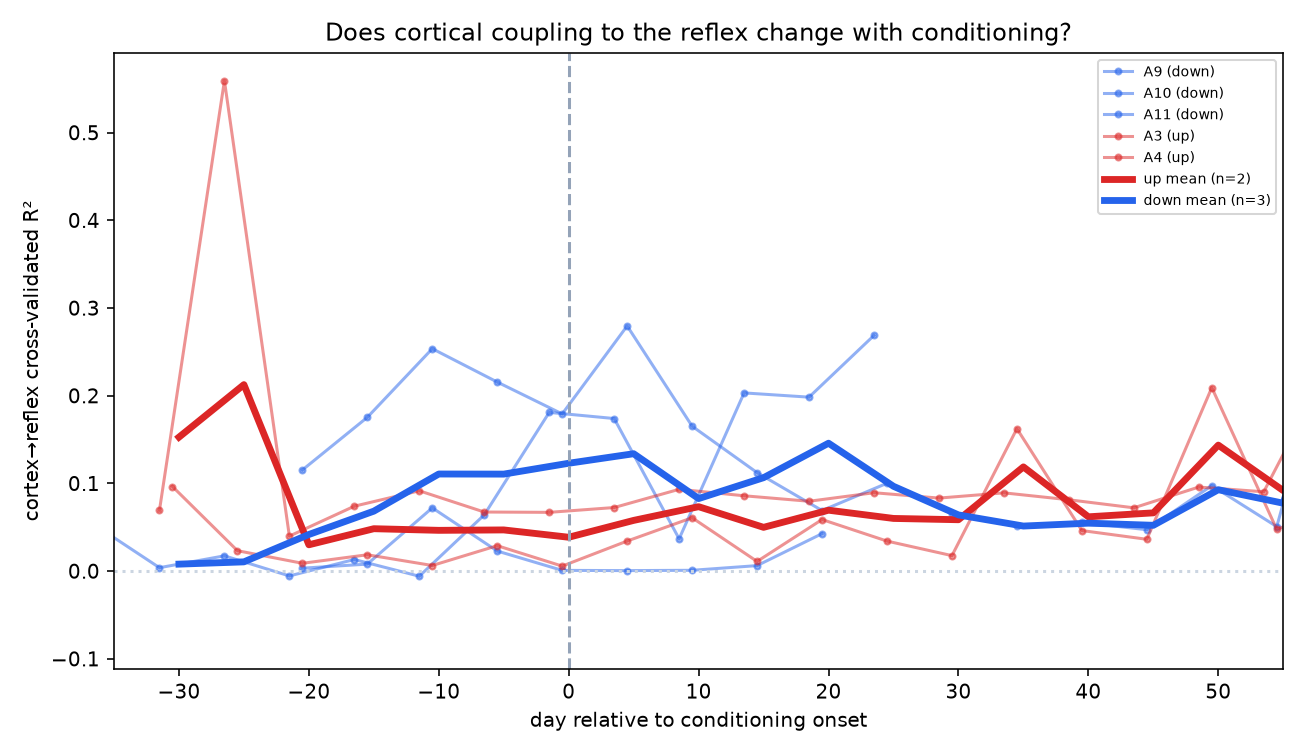 Does cortical coupling to the reflex change with conditioning?
A9 (down)
A10 (down)
A11 (down)
A3 (up)
A4 (up)
up mean (n=2)
down mean (n=3)
cortex→reflex cross-validated R²
0.5
0.4
0.3
0.2
0.1
0.0
−0.1
−30
−20
−10
0
10
20
30
40
50
day relative to conditioning onset